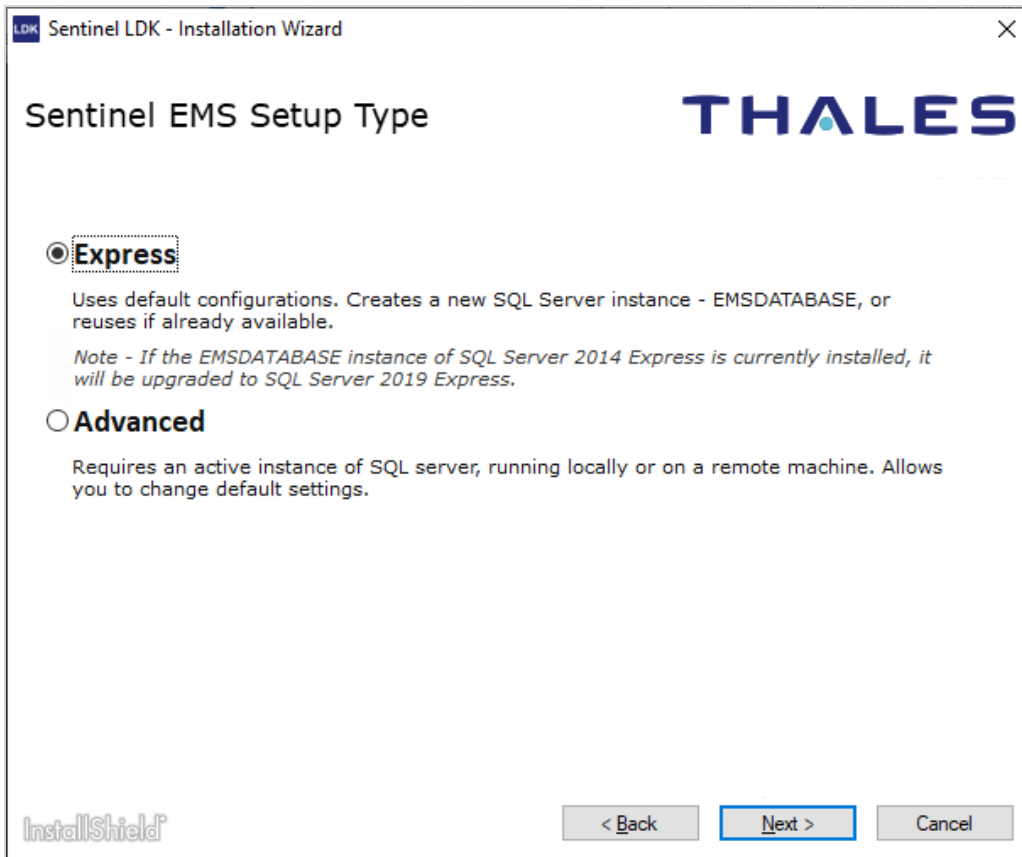 LDK Sentinel LDK - Installation Wizard
Sentinel EMS Setup Type
THALES
Express
Uses default configurations. Creates a new SQL Server instance - EMSDATABASE, or
reuses if already available.
Note - If the EMSDATABASE instance of SQL Server 2014 Express is currently installed, it
will be upgraded to SQL Server 2019 Express.
Advanced
Requires an active instance of SQL server, running locally or on a remote machine. Allows
you to change default settings.
InstallShield
< Back
Next >
Cancel